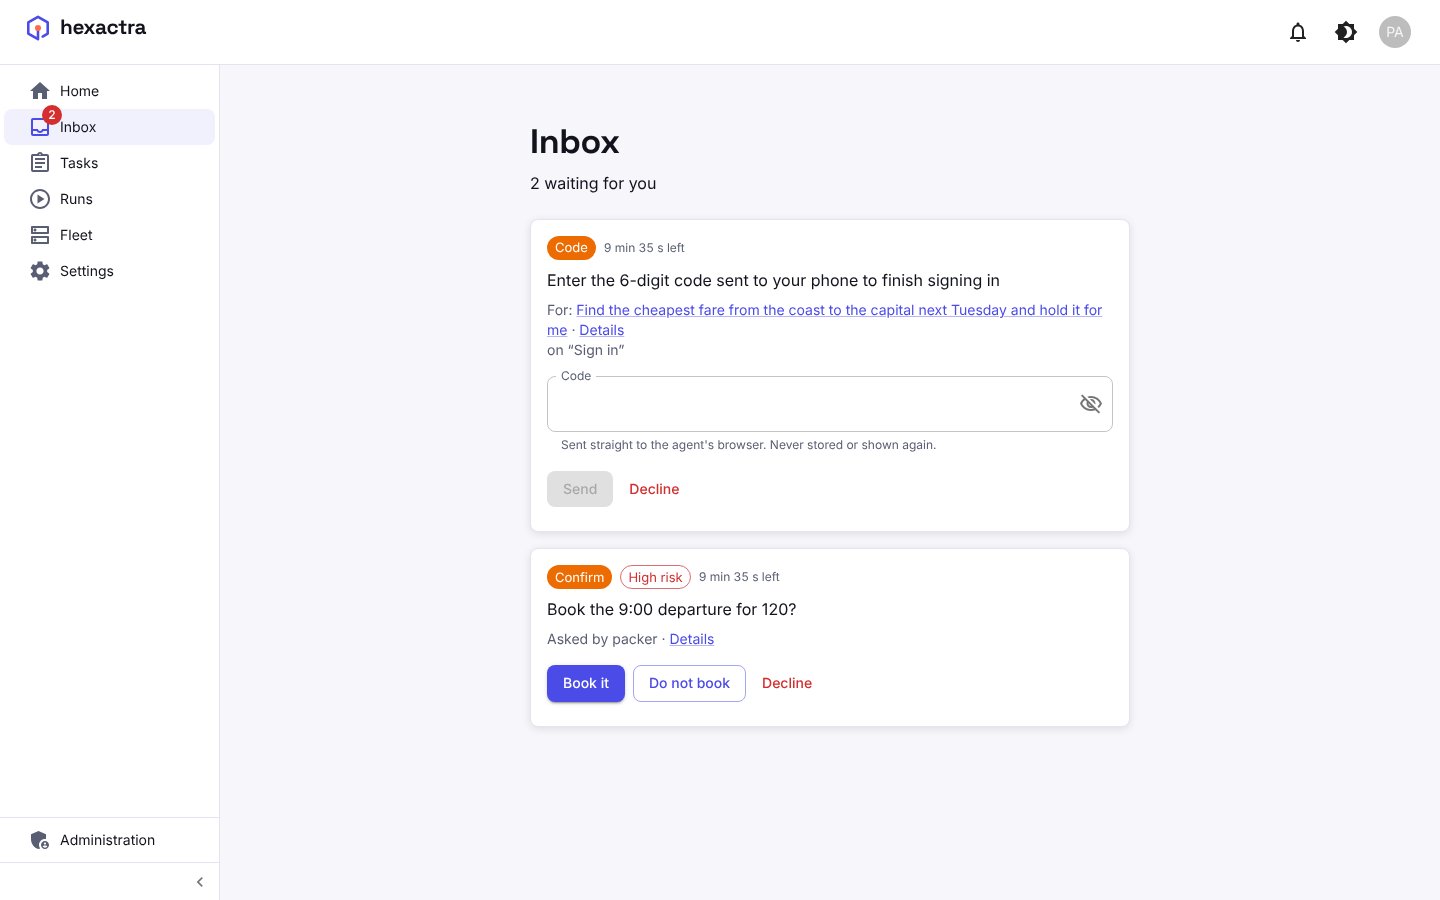 hexactra
PA
Home
2
Inbox
Tasks
Runs
Fleet
Settings
Administration
Inbox
2 waiting for you
Code 9 min 35 s left
Enter the 6-digit code sent to your phone to finish signing in
For: Find the cheapest fare from the coast to the capital next Tuesday and hold it for
me · Details
on “Sign in”
Code
Sent straight to the agent's browser. Never stored or shown again.
Send Decline
Confirm High risk 9 min 35 s left
Book the 9:00 departure for 120?
Asked by packer · Details
Book it Do not book Decline